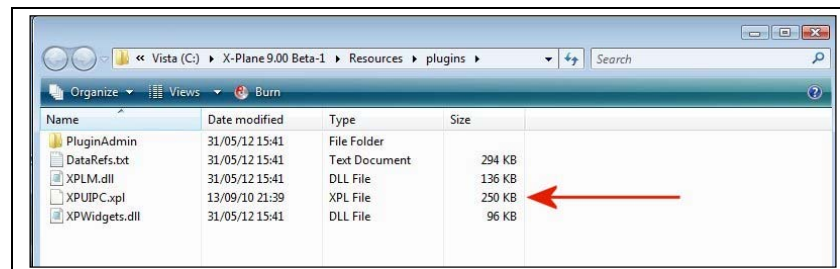 « Vista (C:) ▸ X-Plane 9.00 Beta-1 ▸ Resources ▸ plugins ▸ Search
Organize Views Burn
Name Date modified Type Size
PluginAdmin 31/05/12 15:41 File Folder
DataRefs.txt 31/05/12 15:41 Text Document 294 KB
XPLM.dll 31/05/12 15:41 DLL File 136 KB
XPUIPC.xpl 13/09/10 21:39 XPL File 250 KB
XPWidgets.dll 31/05/12 15:41 DLL File 96 KB